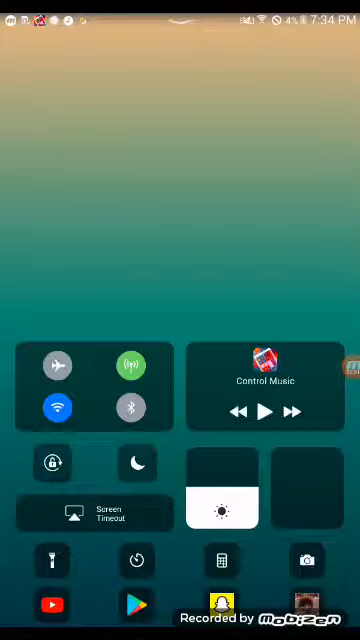 4% 7:34 PM
Control Music
Screen
Timeout
Recorded by MOBIZEN